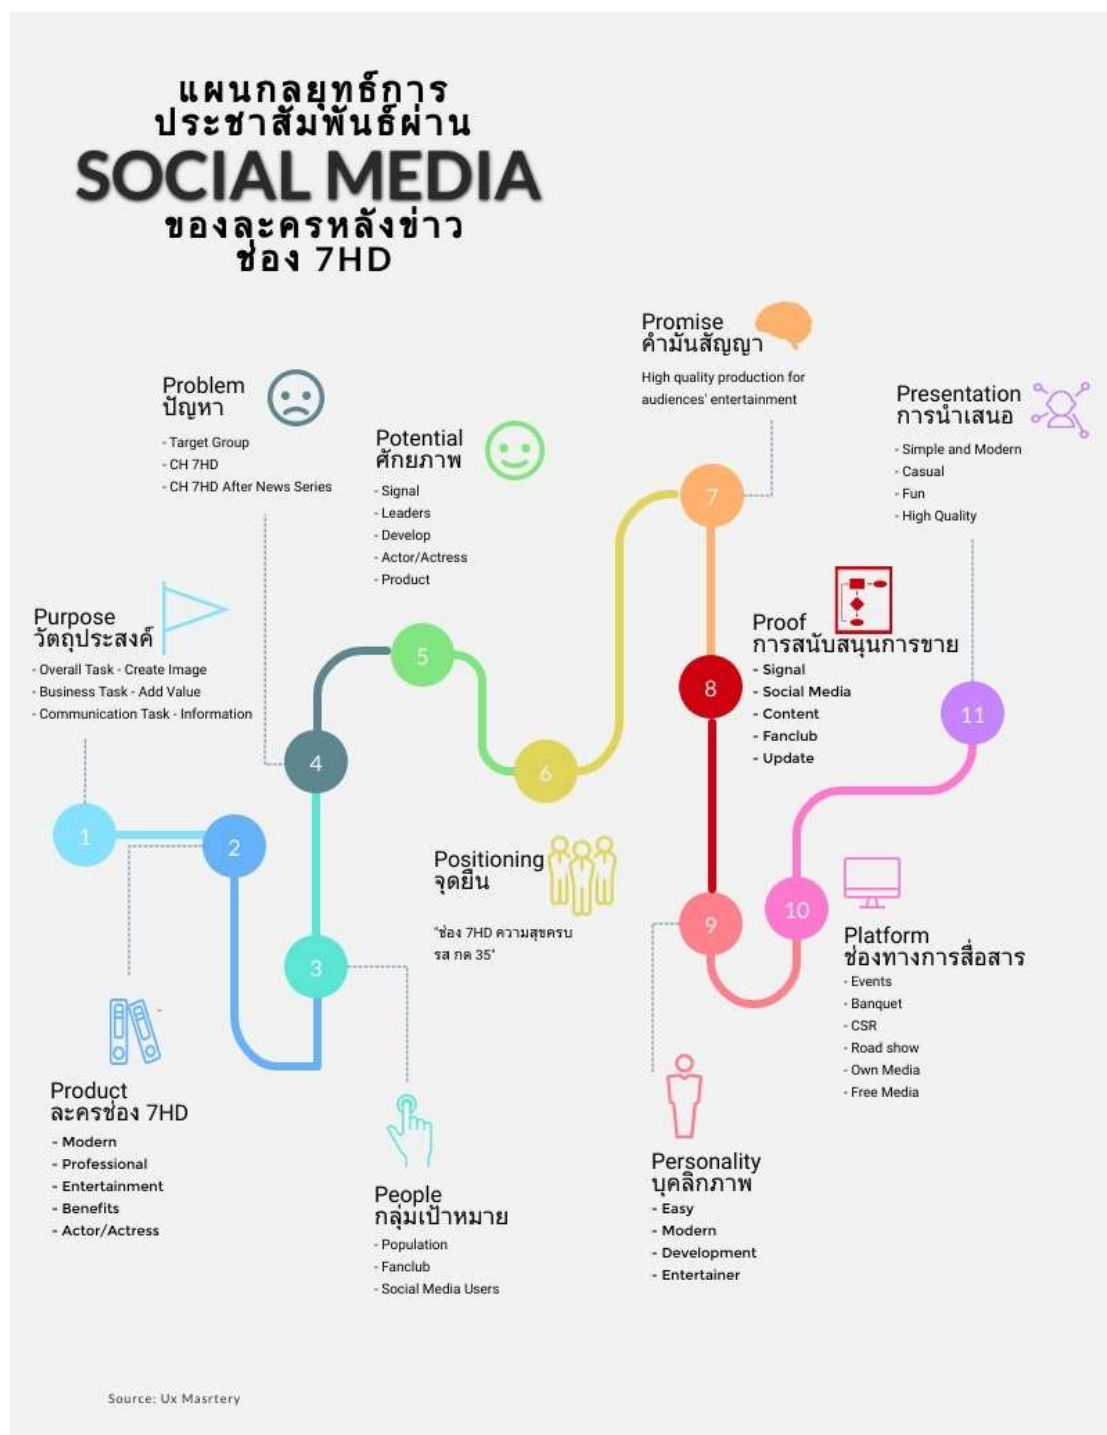 แผนกลยุทธ์การ
ประชาสัมพันธ์ผ่าน
SOCIAL MEDIA
ของละครหลังข่าว
ช่อง 7HD
1
Purpose
วัตถุประสงค์
- Overall Task - Create Image
- Business Task - Add Value
- Communication Task - Information
2
Product
ละครช่อง 7HD
- Modern
- Professional
- Entertainment
- Benefits
- Actor/Actress
3
People
กลุ่มเป้าหมาย
- Population
- Fanclub
- Social Media Users
4
Problem
ปัญหา
- Target Group
- CH 7HD
- CH 7HD After News Series
5
Potential
ศักยภาพ
- Signal
- Leaders
- Develop
- Actor/Actress
- Product
6
Positioning
จุดยืน
"ช่อง 7HD ความสุขครบ
รส กด 35"
7
Promise
คำมั่นสัญญา
High quality production for
audiences' entertainment
8
Proof
การสนับสนุนการขาย
- Signal
- Social Media
- Content
- Fanclub
- Update
9
Personality
บุคลิกภาพ
- Easy
- Modern
- Development
- Entertainer
10
Platform
ช่องทางการสื่อสาร
- Events
- Banquet
- CSR
- Road show
- Own Media
- Free Media
11
Presentation
การนำเสนอ
- Simple and Modern
- Casual
- Fun
- High Quality
Source: Ux Masrtery